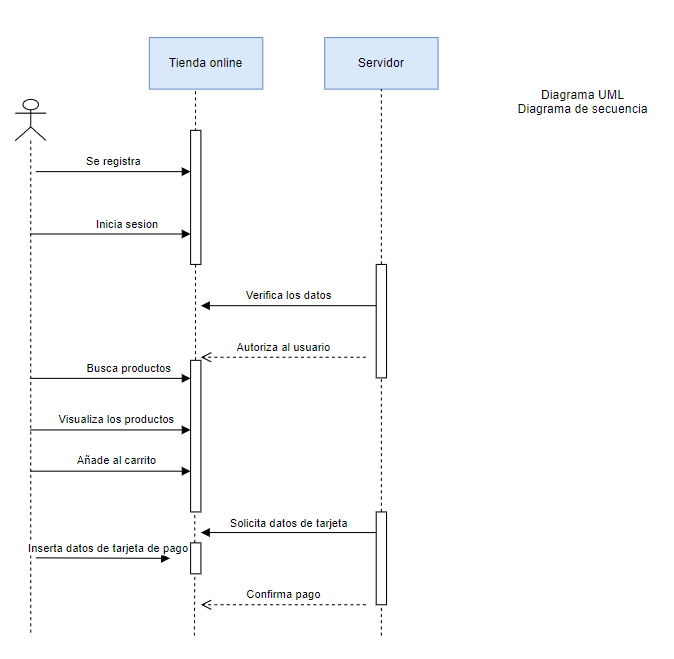 Tienda online
Servidor
Diagrama UML
Diagrama de secuencia
Se registra
Inicia sesion
Verifica los datos
Autoriza al usuario
Busca productos
Visualiza los productos
Añade al carrito
Solicita datos de tarjeta
Inserta datos de tarjeta de pago
Confirma pago